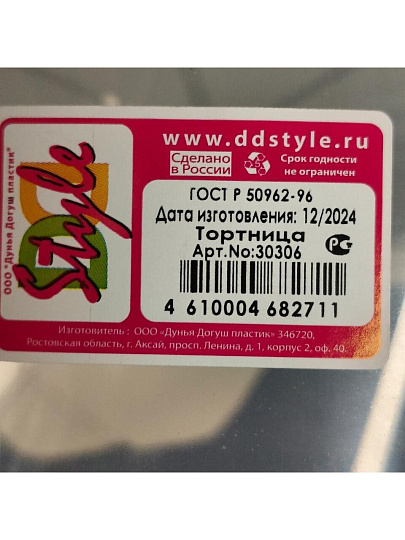 ООО "Дунья Догуш пластик"
DD Style
www.ddstyle.ru
Сделано
в России
5
Срок годности
не ограничен
ГОСТ Р 50962-96
Дата изготовления: 12/2024
Тортница
Арт.No:30306
РС
4 610004 682711
Изготовитель : ООО «Дунья Догуш пластик» 346720,
Ростовская область, г. Аксай, просп. Ленина, д. 1, корпус 2, оф. 40.